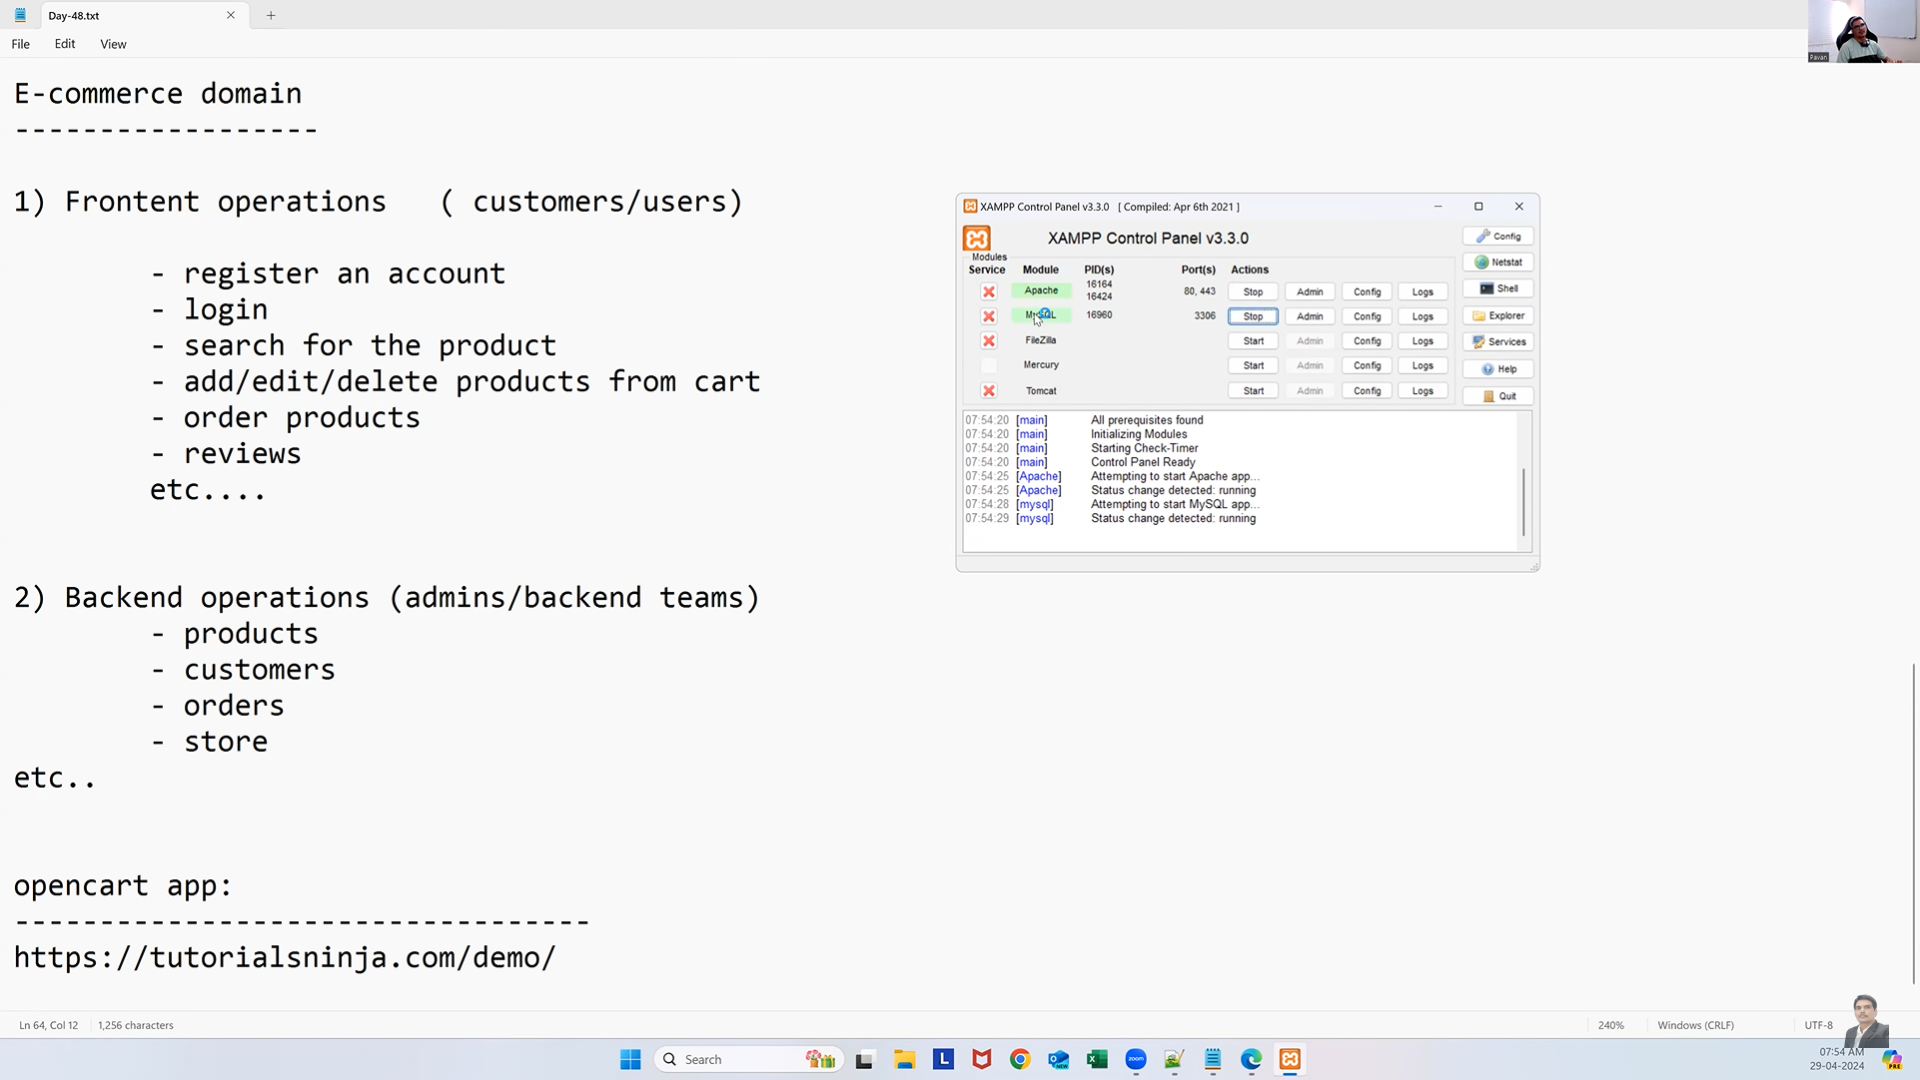 Day-48.txt
File Edit View
Pavan
E-commerce domain
------------------
1) Frontent operations ( customers/users)
- register an account
- login
- search for the product
- add/edit/delete products from cart
- order products
- reviews
etc....
2) Backend operations (admins/backend teams)
- products
- customers
- orders
- store
etc..
opencart app:
----------------------------------
https://tutorialsninja.com/demo/
XAMPP Control Panel v3.3.0 [ Compiled: Apr 6th 2021 ]
XAMPP Control Panel v3.3.0
Config
Modules
Service Module PID(s) Port(s) Actions
Netstat
Apache 16164 16424 80, 443 Stop Admin Config Logs
Shell
MySQL 16960 3306 Stop Admin Config Logs
Explorer
FileZilla Start Admin Config Logs
Services
Mercury Start Admin Config Logs
Help
Tomcat Start Admin Config Logs
Quit
07:54:20 [main] All prerequisites found
07:54:20 [main] Initializing Modules
07:54:20 [main] Starting Check-Timer
07:54:20 [main] Control Panel Ready
07:54:25 [Apache] Attempting to start Apache app...
07:54:25 [Apache] Status change detected: running
07:54:28 [mysql] Attempting to start MySQL app...
07:54:29 [mysql] Status change detected: running
Ln 64, Col 12 1,256 characters 240% Windows (CRLF) UTF-8
Search
L
zoom
NEW
PRE
07:54 AM
29-04-2024